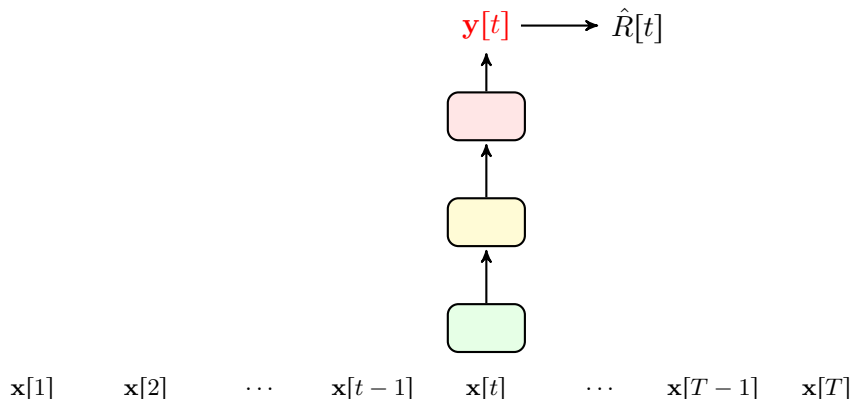 y[t] R̂[t]
x[1] x[2] ⋯ x[t − 1] x[t] ⋯ x[T − 1] x[T]